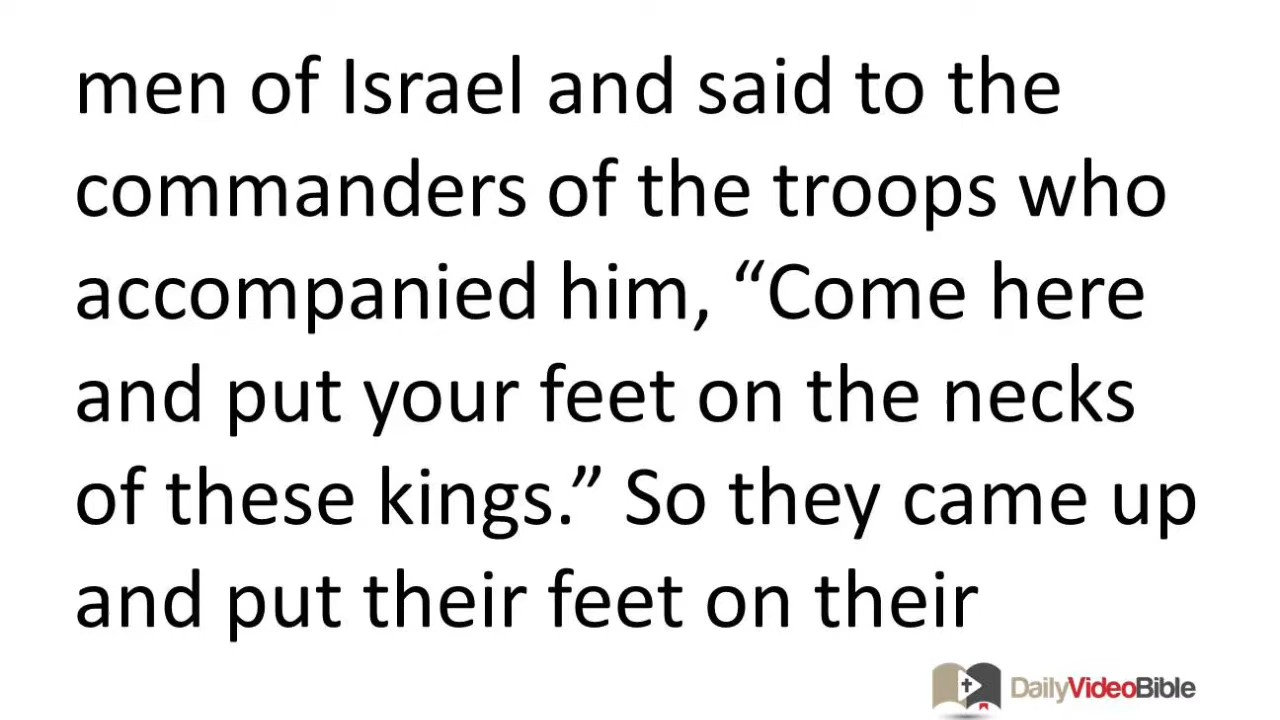 men of Israel and said to the
commanders of the troops who
accompanied him, “Come here
and put your feet on the necks
of these kings.” So they came up
and put their feet on their
DailyVideoBible